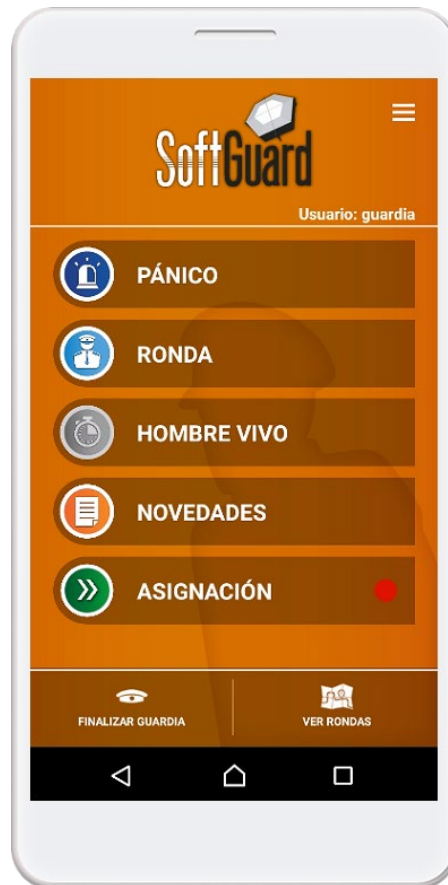 SoftGuard
Usuario: guardia
PÁNICO
RONDA
HOMBRE VIVO
NOVEDADES
ASIGNACIÓN
FINALIZAR GUARDIA
VER RONDAS